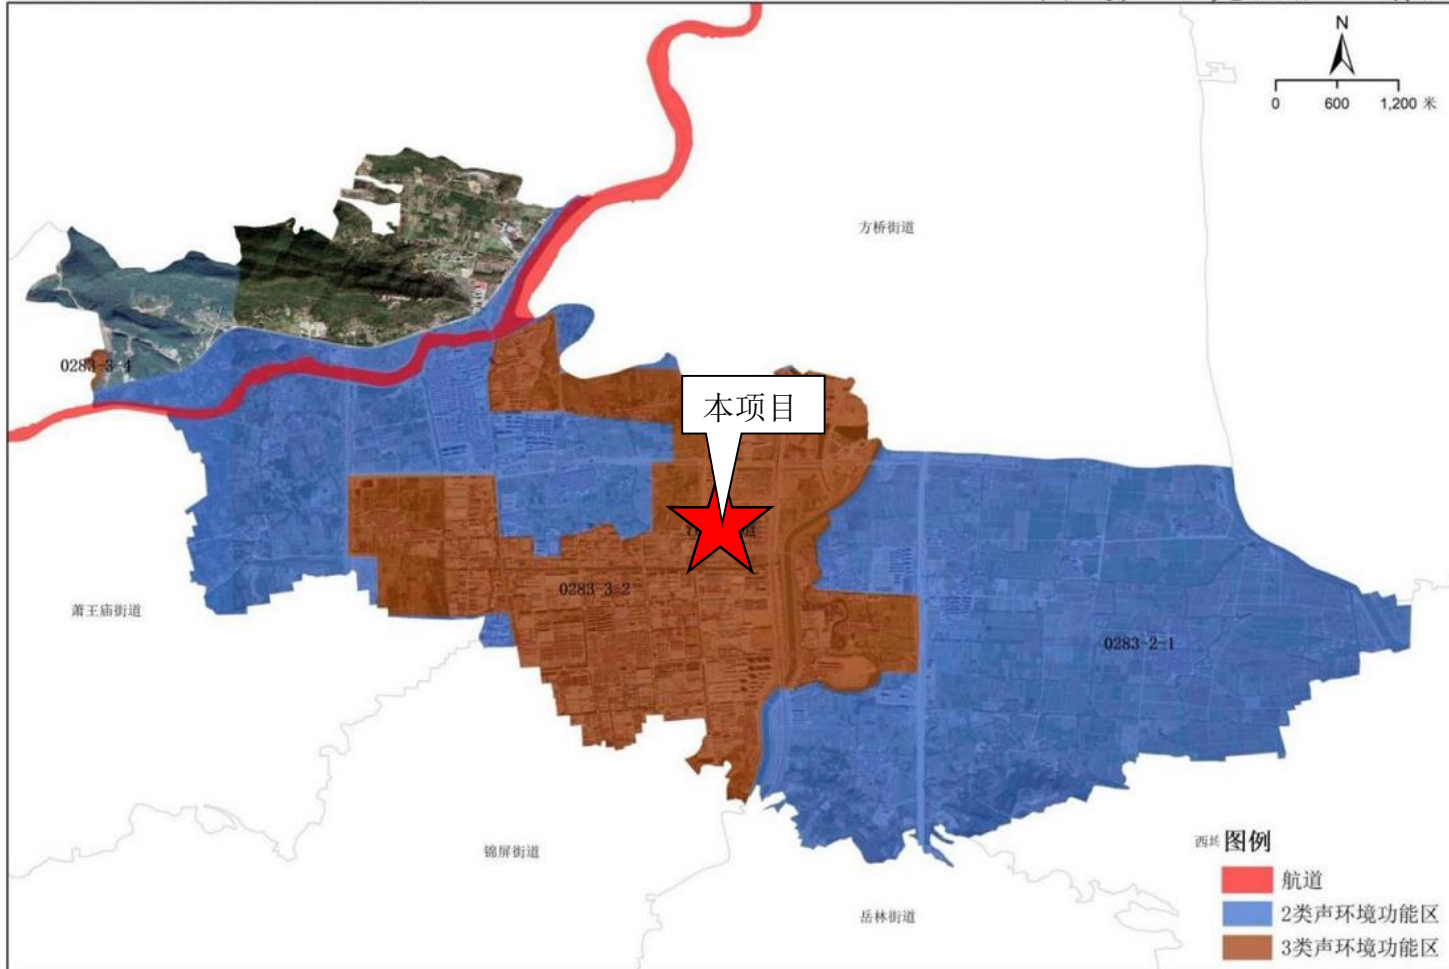 N
0 600 1,200 米
方桥街道
0283-3-4
本项目
道
0283-3-2
萧王庙街道
0283-2-1
锦屏街道
西坞
图例
航道
岳林街道
2类声环境功能区
3类声环境功能区